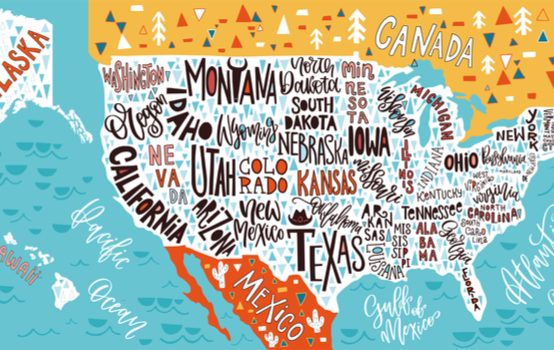 ALASKA
CANADA
WASHINGTON
MONTANA
North
Dakota
MIN
NE
SO
TA
Wisconsin
MICHIGAN
Oregon
IDAHO
Wyoming
SOUTH
DAKOTA
NEBRASKA
IOWA
NEW
YORK
NE
VA
DA
UTAH
COLO
RADO
KANSAS
Missouri
INDIANA
OHIO
Pennsylvania
WEST
VIRGINIA
Virginia
KENTUCKY
CALIFORNIA
ARIZONA
New
Mexico
Oklahoma
AR
KAN
SAS
Tennessee
NORTH
CAROLINA
SOUTH
Caro
Lina
TEXAS
LOUISIANA
MIS
SIS
SIP
PI
ALA
BA
MA
Georgia
FLORIDA
HAWAII
Pacific
Ocean
MEXICO
Gulf of
Mexico
Atlantic